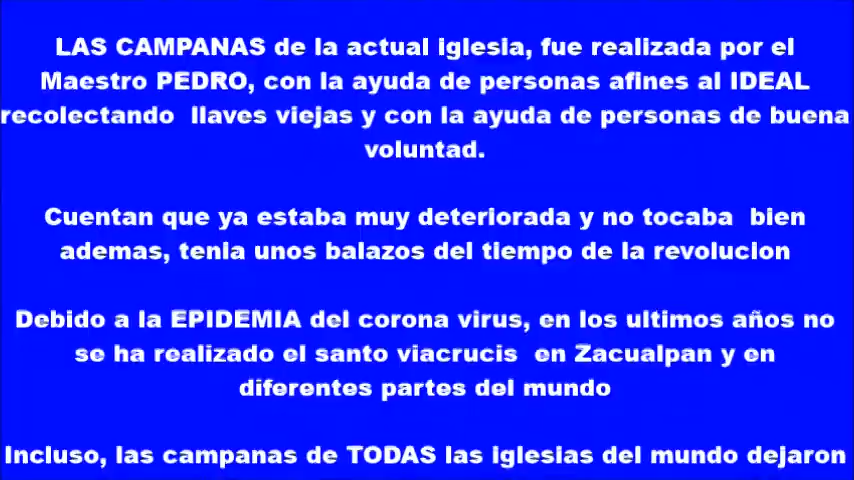 LAS CAMPANAS de la actual iglesia, fue realizada por el
Maestro PEDRO, con la ayuda de personas afines al IDEAL
recolectando  llaves viejas y con la ayuda de personas de buena
voluntad.
Cuentan que ya estaba muy deteriorada y no tocaba  bien
ademas, tenia unos balazos del tiempo de la revolucion
Debido a la EPIDEMIA del corona virus, en los ultimos años no
se ha realizado el santo viacrucis  en Zacualpan y en
diferentes partes del mundo
Incluso, las campanas de TODAS las iglesias del mundo dejaron